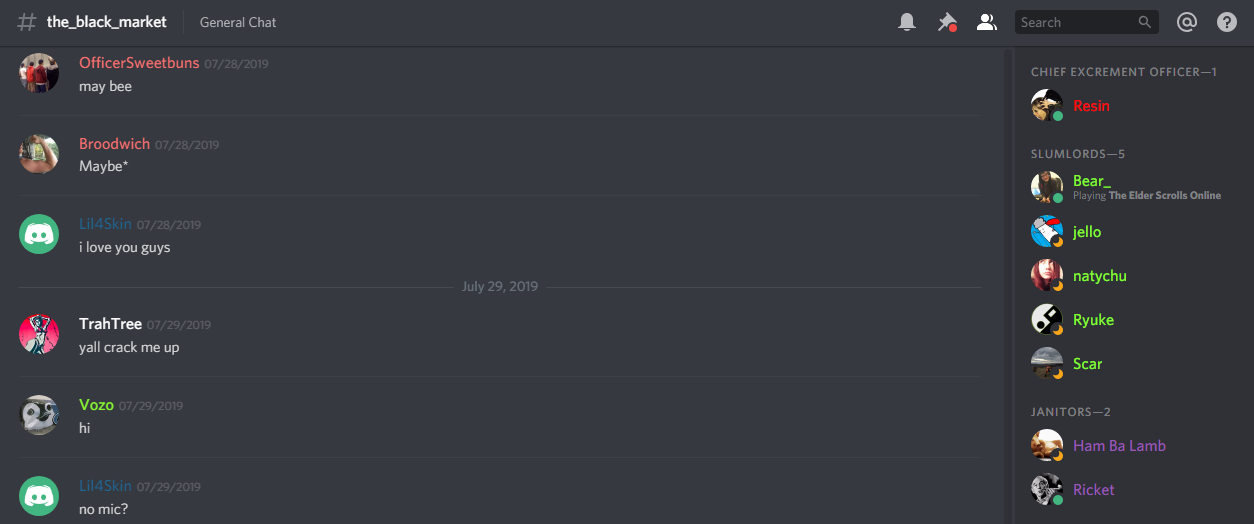 # the_black_market General Chat Search @ ?
OfficerSweetbuns 07/28/2019
may bee
Broodwich 07/28/2019
Maybe*
Lil4Skin 07/28/2019
i love you guys
July 29, 2019
TrahTree 07/29/2019
yall crack me up
Vozo 07/29/2019
hi
Lil4Skin 07/29/2019
no mic?
CHIEF EXCREMENT OFFICER—1
Resin
SLUMLORDS—5
Bear_
Playing The Elder Scrolls Online
jello
natychu
Ryuke
Scar
JANITORS—2
Ham Ba Lamb
Ricket